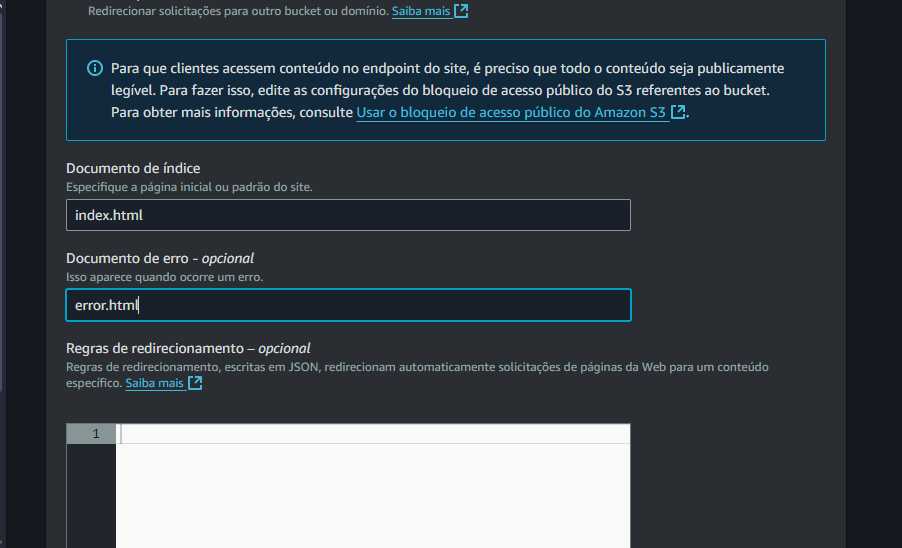 Redirecionar solicitações para outro bucket ou domínio. Saiba mais
Para que clientes acessem conteúdo no endpoint do site, é preciso que todo o conteúdo seja publicamente
legível. Para fazer isso, edite as configurações do bloqueio de acesso público do S3 referentes ao bucket.
Para obter mais informações, consulte Usar o bloqueio de acesso público do Amazon S3.
Documento de índice
Especifique a página inicial ou padrão do site.
index.html
Documento de erro - opcional
Isso aparece quando ocorre um erro.
error.html
Regras de redirecionamento – opcional
Regras de redirecionamento, escritas em JSON, redirecionam automaticamente solicitações de páginas da Web para um conteúdo
específico. Saiba mais
1